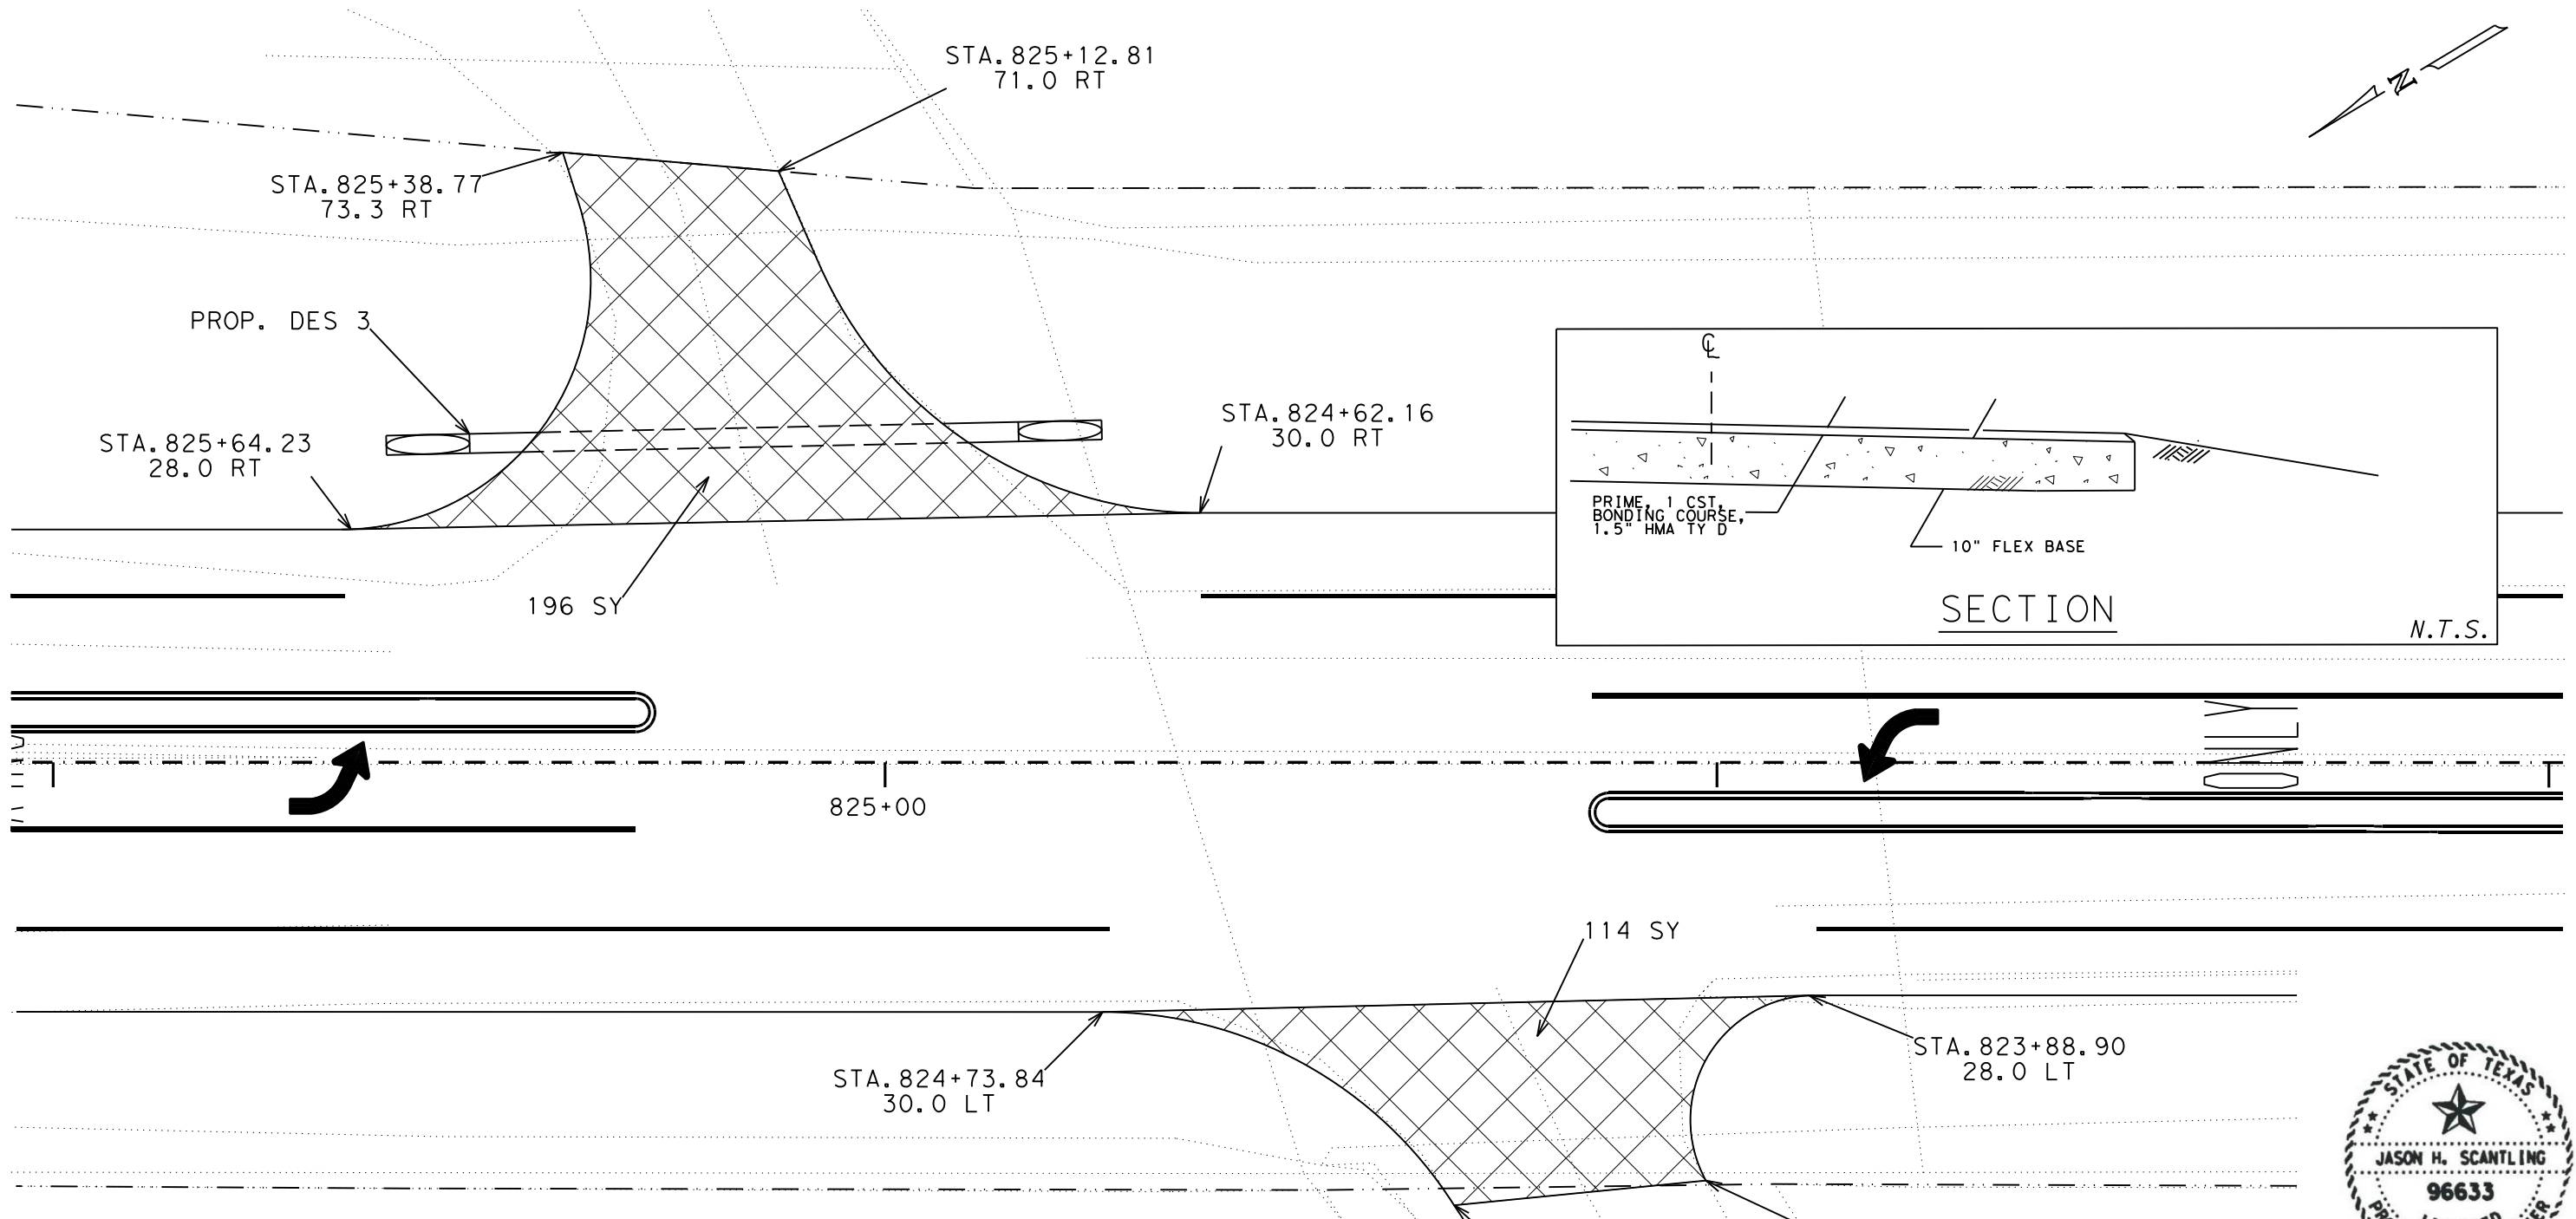 STA.825+12.81
71.0 RT
N
STA.825+38.77
73.3 RT
PROP. DES 3
STA.825+64.23
28.0 RT
STA.824+62.16
30.0 RT
196 SY
PRIME, 1 CST,
BONDING COURSE,
1.5" HMA TY D
10" FLEX BASE
SECTION
N.T.S.
825+00
114 SY
STA.824+73.84
30.0 LT
STA.823+88.90
28.0 LT
STATE OF TEXAS
JASON H. SCANTLING
96633